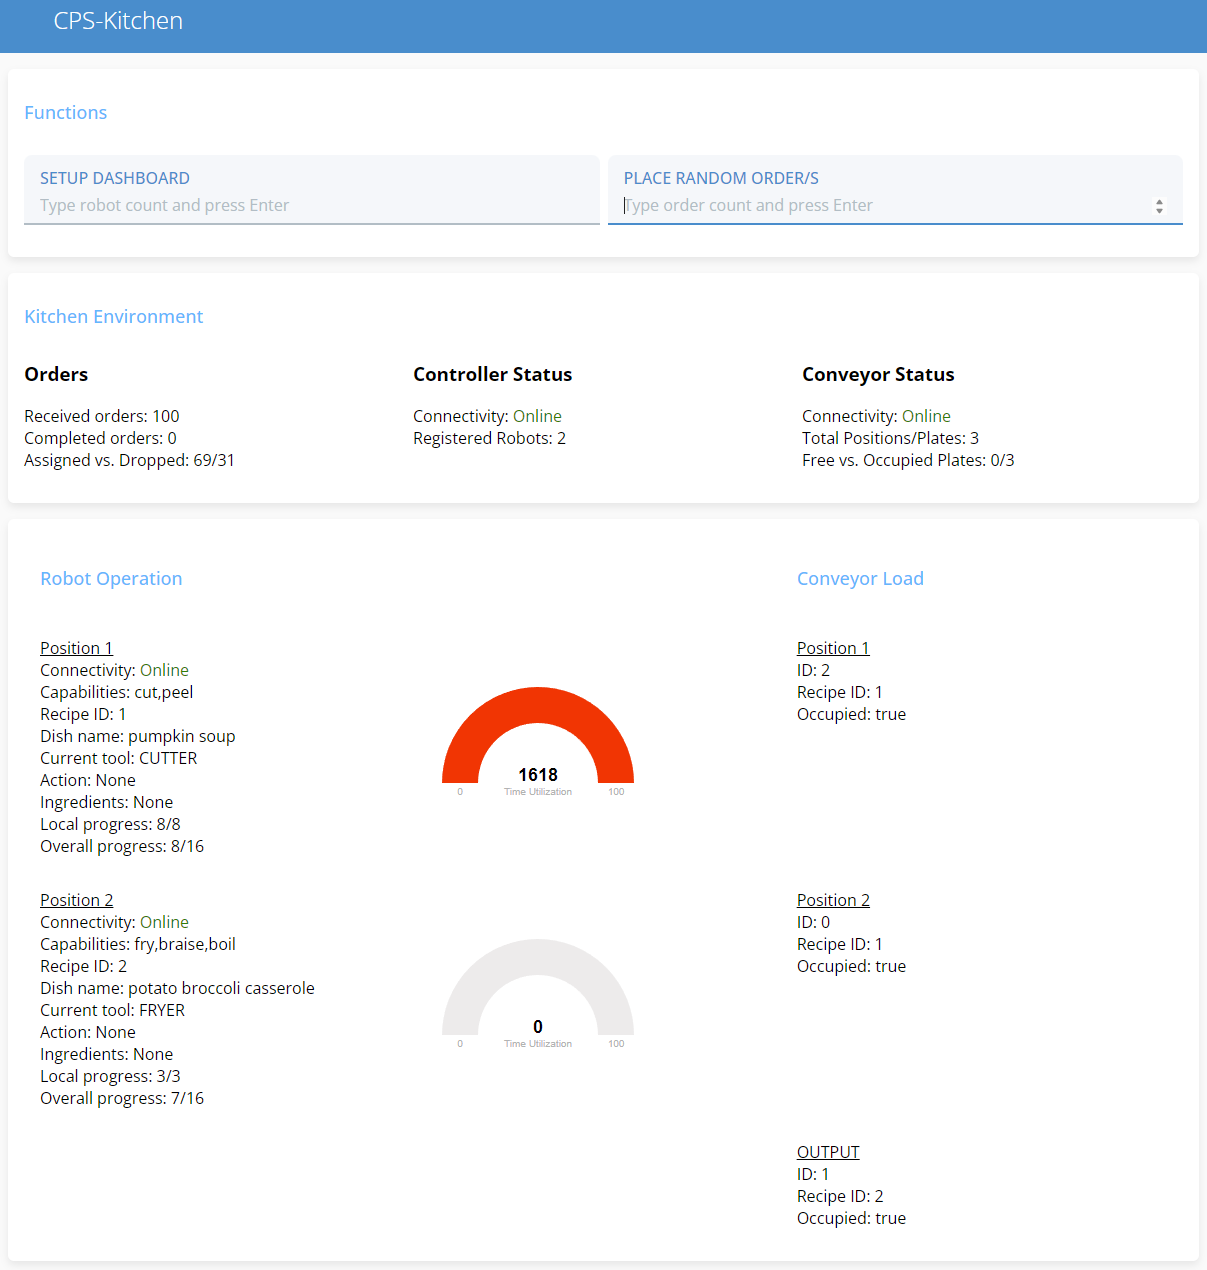 CPS-Kitchen
Functions
SETUP DASHBOARD
Type robot count and press Enter
PLACE RANDOM ORDER/S
Type order count and press Enter
Kitchen Environment
Orders
Received orders: 100
Completed orders: 0
Assigned vs. Dropped: 69/31
Controller Status
Connectivity: Online
Registered Robots: 2
Conveyor Status
Connectivity: Online
Total Positions/Plates: 3
Free vs. Occupied Plates: 0/3
Robot Operation
Position 1
Connectivity: Online
Capabilities: cut,peel
Recipe ID: 1
Dish name: pumpkin soup
Current tool: CUTTER
Action: None
Ingredients: None
Local progress: 8/8
Overall progress: 8/16
1618
0
Time Utilization
100
Position 2
Connectivity: Online
Capabilities: fry,braise,boil
Recipe ID: 2
Dish name: potato broccoli casserole
Current tool: FRYER
Action: None
Ingredients: None
Local progress: 3/3
Overall progress: 7/16
0
0
Time Utilization
100
Conveyor Load
Position 1
ID: 2
Recipe ID: 1
Occupied: true
Position 2
ID: 0
Recipe ID: 1
Occupied: true
OUTPUT
ID: 1
Recipe ID: 2
Occupied: true